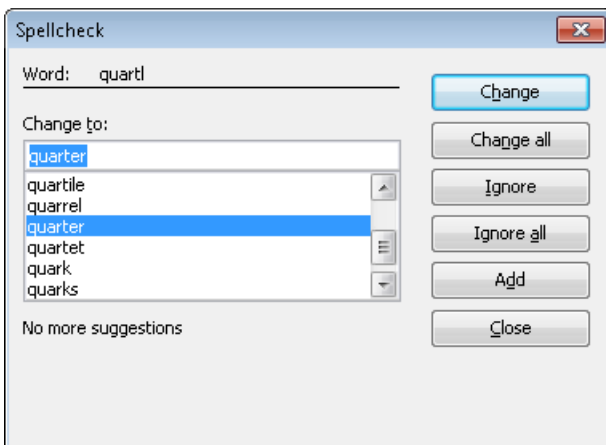 Spellcheck
Word: quartl
Change to:
quarter
quartile
quarrel
quarter
quartet
quark
quarks
No more suggestions
Change
Change all
Ignore
Ignore all
Add
Close